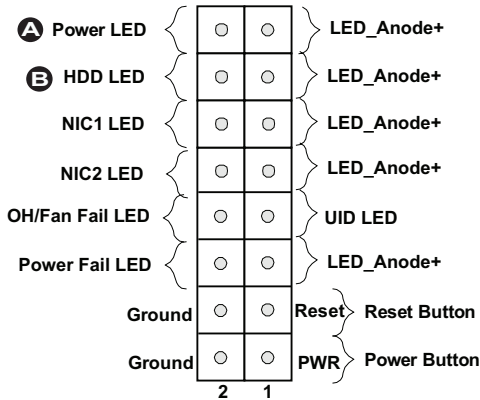 A Power LED LED_Anode+
B HDD LED LED_Anode+
NIC1 LED LED_Anode+
NIC2 LED LED_Anode+
OH/Fan Fail LED UID LED
Power Fail LED LED_Anode+
Ground Reset Reset Button
Ground PWR Power Button
2 1